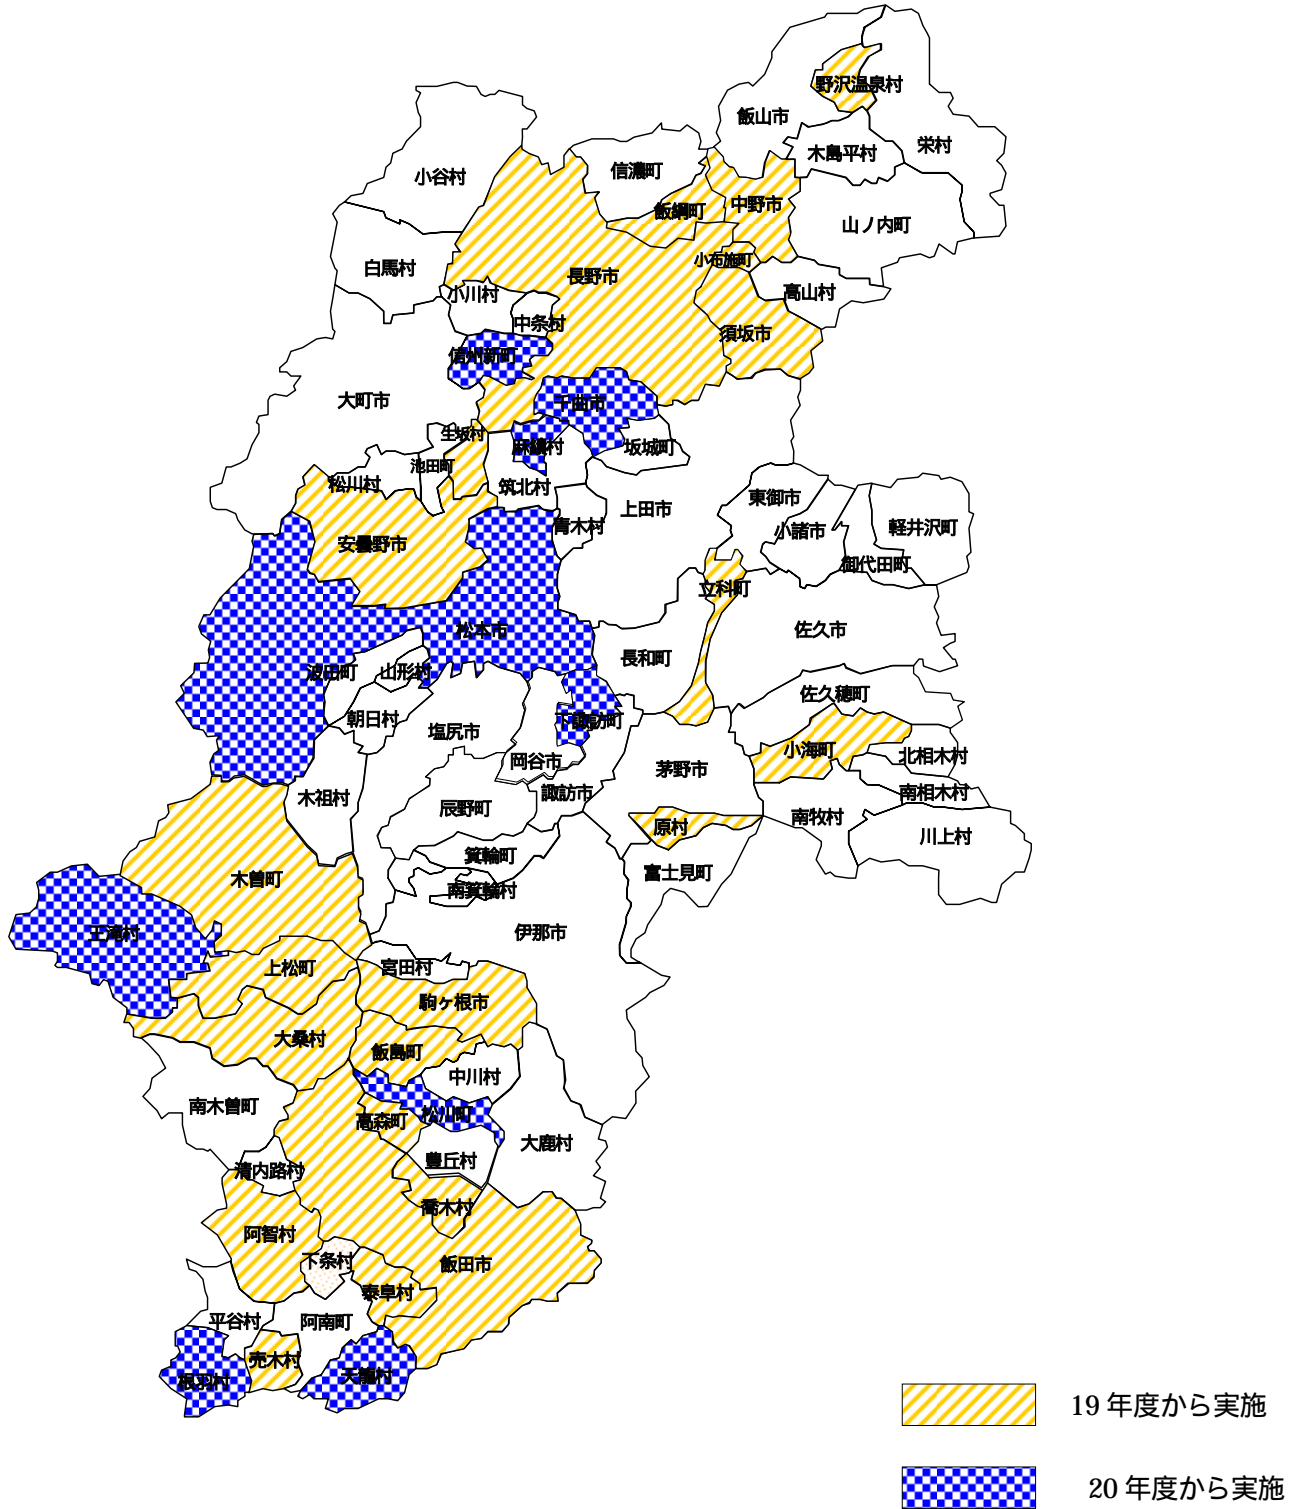 野沢温泉村
飯山市
栄村
木島平村
信濃町
小谷村
飯綱町
中野市
山ノ内町
小布施町
白馬村
長野市
高山村
小川村
中条村
須坂市
信州新町
大町市
千曲市
生坂村
麻績村
坂城町
池田町
松川村
筑北村
東御市
上田市
青木村
小諸市
軽井沢町
安曇野市
御代田町
立科町
松本市
佐久市
長和町
波田町
山形村
佐久穂町
朝日村
下諏訪町
塩尻市
小海町
北相木村
岡谷市
茅野市
諏訪市
南相木村
木祖村
辰野町
南牧村
原村
川上村
箕輪町
富士見町
木曽町
南箕輪村
王滝村
伊那市
上松町
宮田村
駒ヶ根市
大桑村
飯島町
中川村
南木曽町
松川町
高森町
大鹿村
豊丘村
清内路村
喬木村
阿智村
下条村
飯田市
泰阜村
平谷村
阿南町
売木村
天龍村
根羽村
19 年度から実施
20 年度から実施